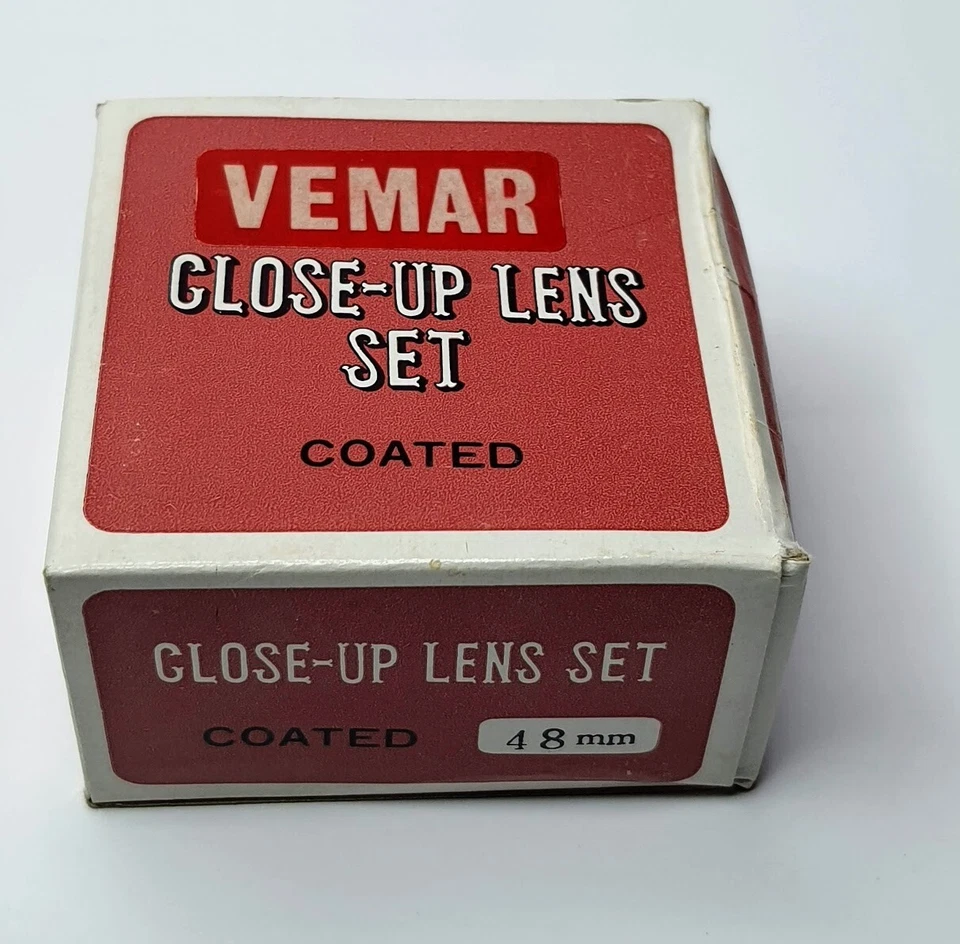 VEMAR
CLOSE-UP LENS
SET
COATED
CLOSE-UP LENS SET
COATED 48mm